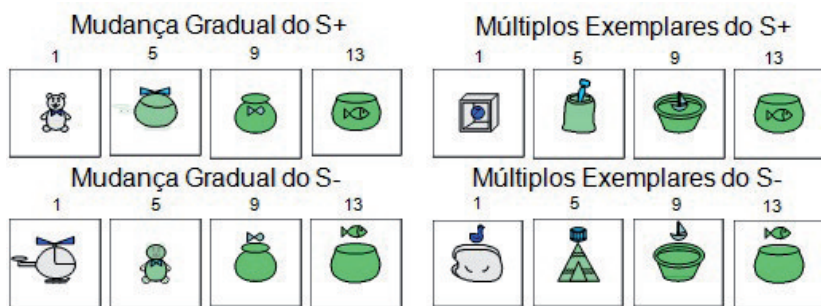 Mudança Gradual do S+
1 5 9 13
Múltiplos Exemplares do S+
1 5 9 13
Mudança Gradual do S-
1 5 9 13
Múltiplos Exemplares do S-
1 5 9 13